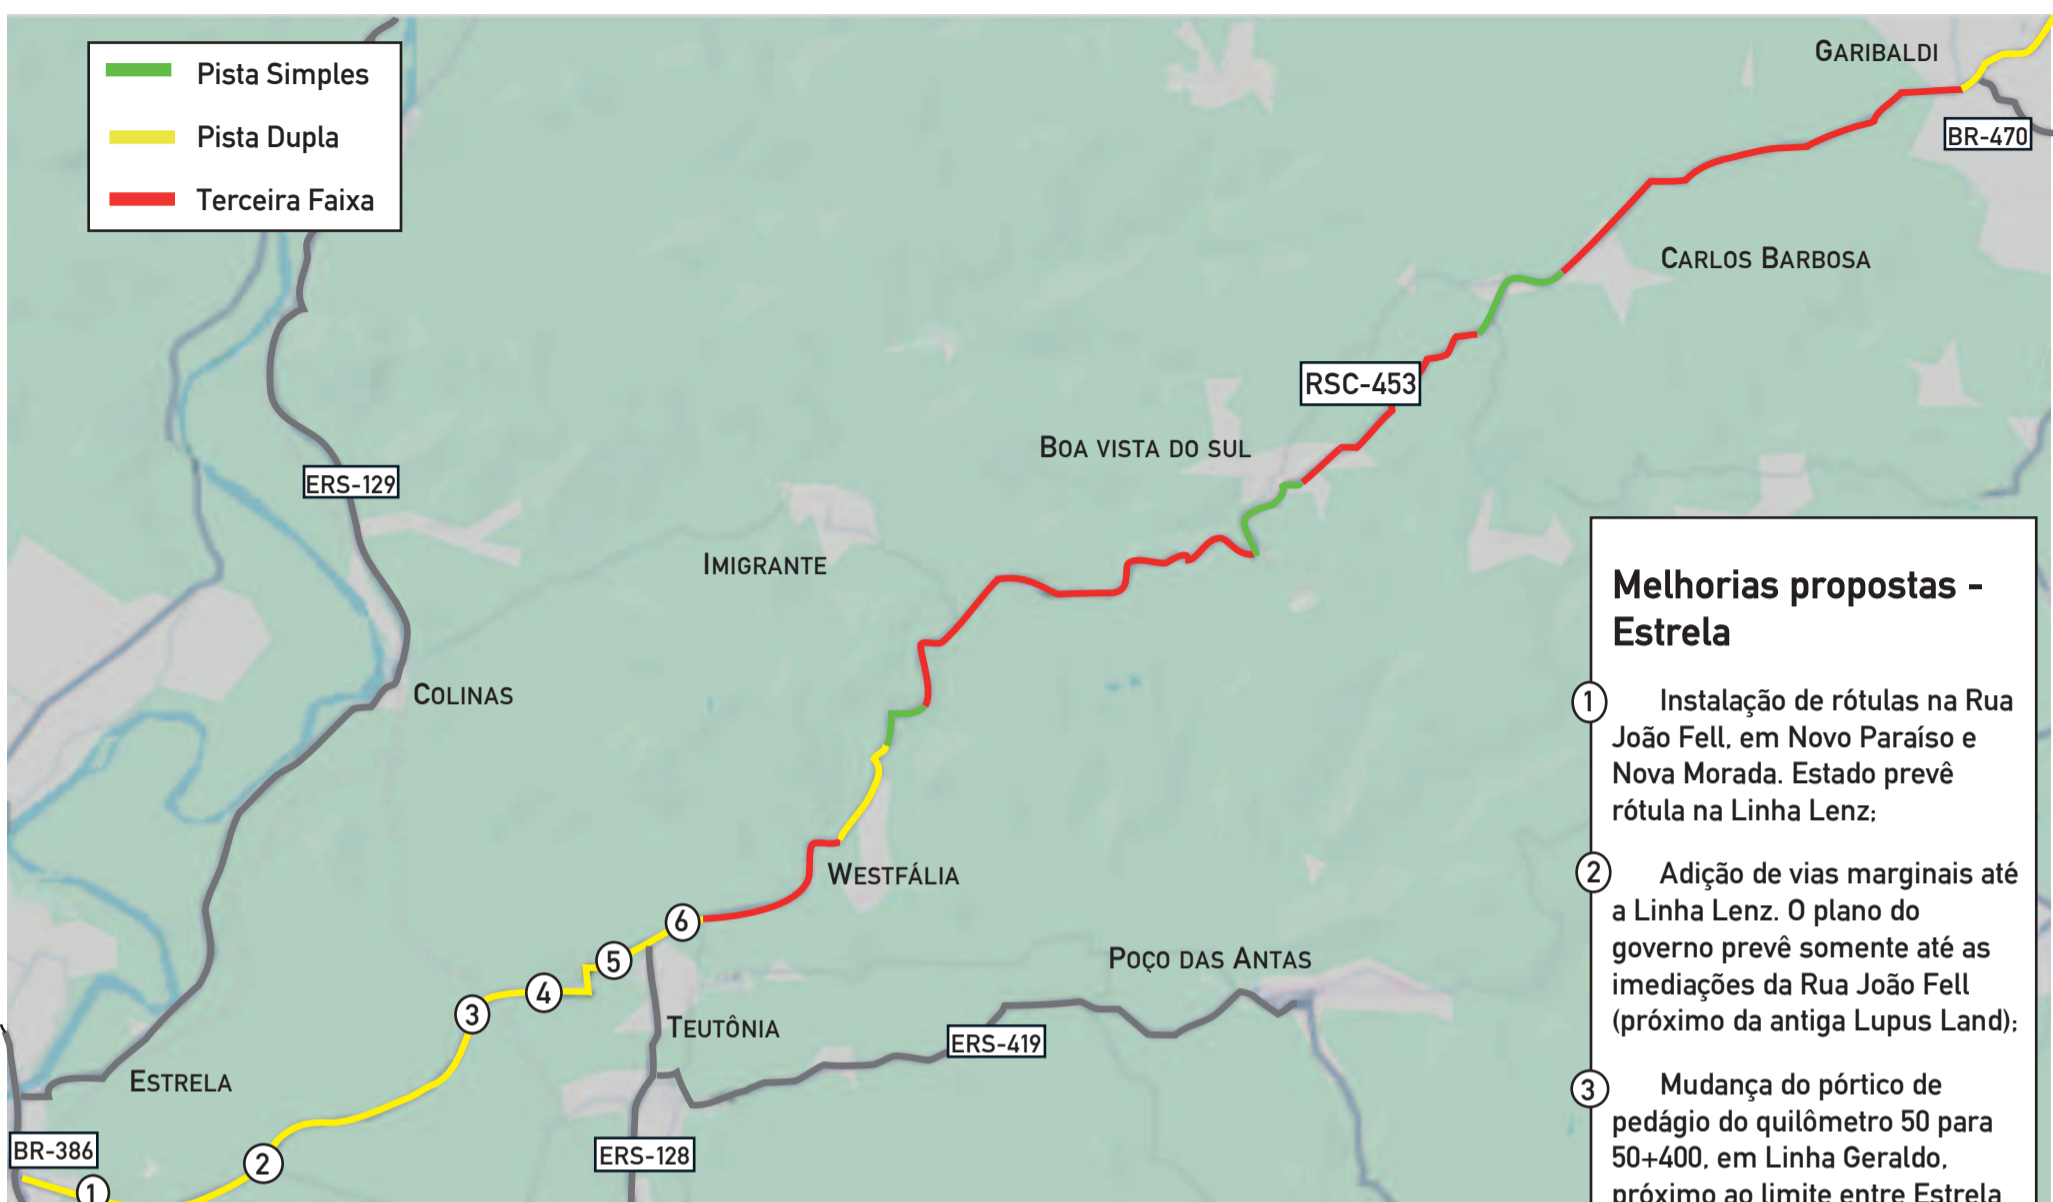 Pista Simples
Pista Dupla
Terceira Faixa
GARIBALDI
BR-470
CARLOS BARBOSA
RSC-453
BOA VISTA DO SUL
ERS-129
IMIGRANTE
COLINAS
WESTFÁLIA
6
5
4
3
POÇO DAS ANTAS
TEUTÔNIA
ERS-419
ESTRELA
BR-386
2
ERS-128
1
Melhorias propostas -
Estrela
1 Instalação de rótulas na Rua
João Fell, em Novo Paraíso e
Nova Morada. Estado prevê
rótula na Linha Lenz;
2 Adição de vias marginais até
a Linha Lenz. O plano do
governo prevê somente até as
imediações da Rua João Fell
(próximo da antiga Lupus Land);
3 Mudança do pórtico de
pedágio do quilômetro 50 para
50+400, em Linha Geraldo,
próximo ao limite entre Estrela